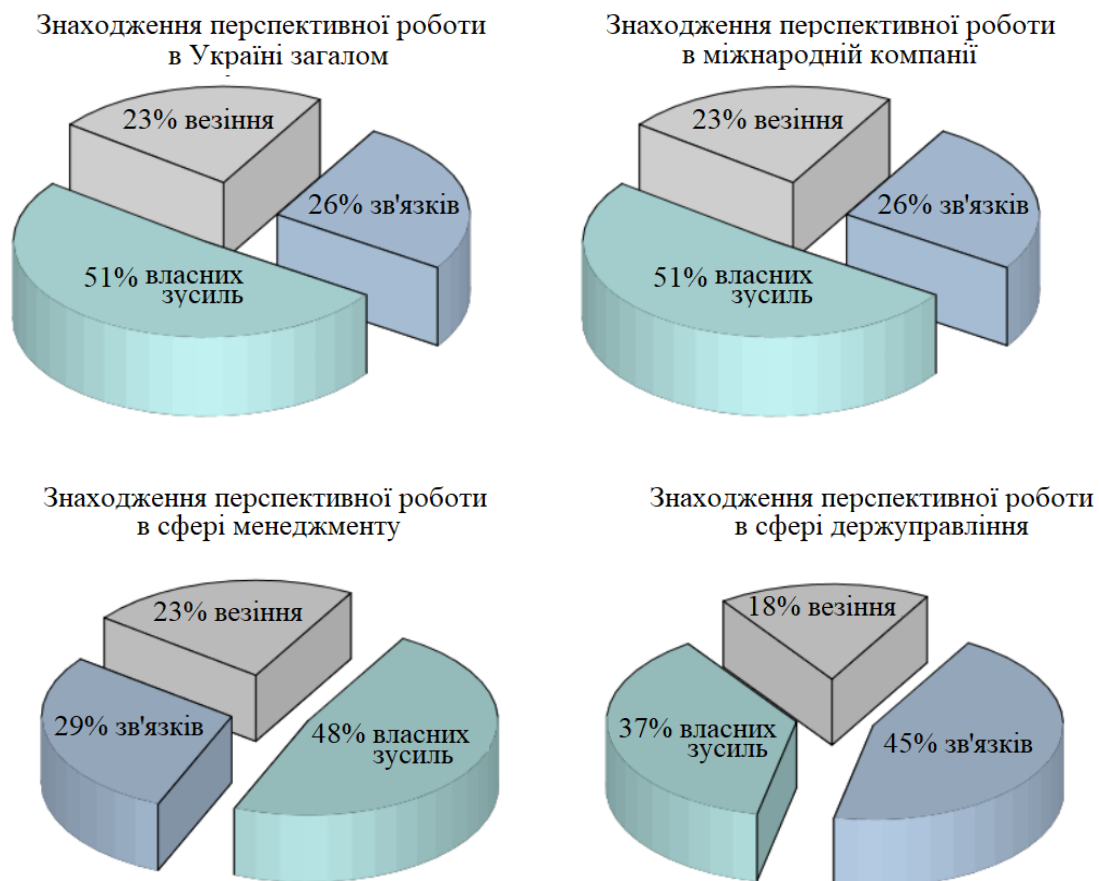 Знаходження перспективної роботи
в Україні загалом
23% везіння
26% зв'язків
51% власних
зусиль
Знаходження перспективної роботи
в міжнародній компанії
23% везіння
26% зв'язків
51% власних
зусиль
Знаходження перспективної роботи
в сфері менеджменту
23% везіння
29% зв'язків
48% власних
зусиль
Знаходження перспективної роботи
в сфері держуправління
18% везіння
37% власних
зусиль
45% зв'язків